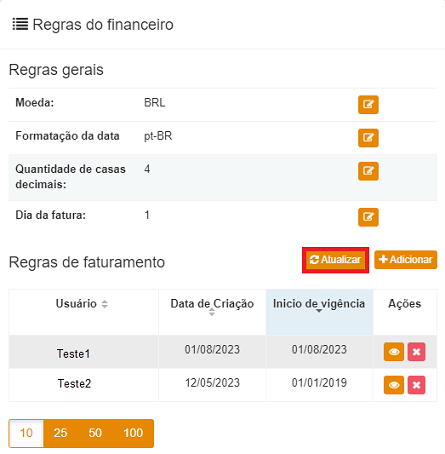 Regras do financeiro
Regras gerais
Moeda: BRL
Formatação da data pt-BR
Quantidade de casas decimais: 4
Dia da fatura: 1
Regras de faturamento Atualizar Adicionar
Usuário Data de Criação Inicio de vigência Ações
Teste1 01/08/2023 01/08/2023
Teste2 12/05/2023 01/01/2019
10 25 50 100